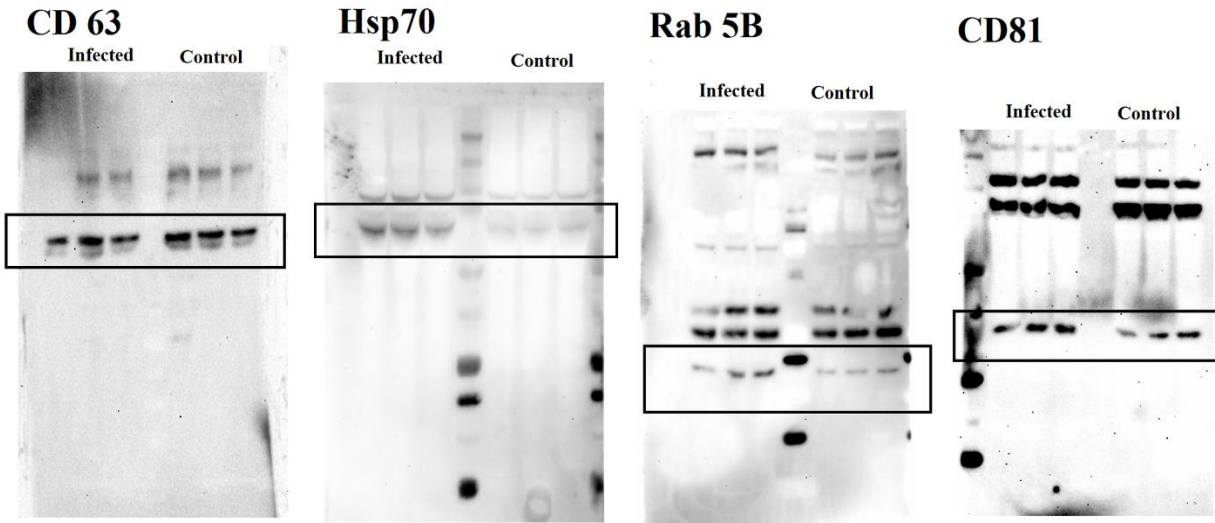 CD 63
Infected Control
Hsp70
Infected Control
Rab 5B
Infected Control
CD81
Infected Control